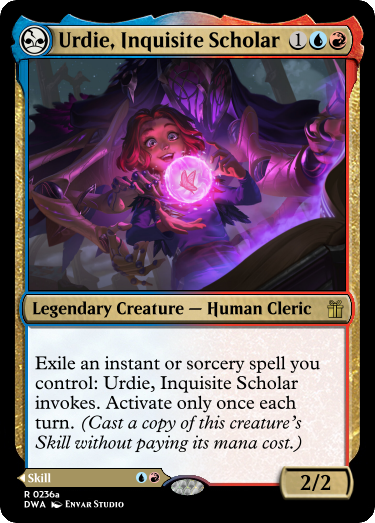 Urdie, Inquisite Scholar 1
Legendary Creature — Human Cleric
Exile an instant or sorcery spell you
control: Urdie, Inquisite Scholar
invokes. Activate only once each
turn. (Cast a copy of this creature's
Skill without paying its mana cost.)
Skill
2/2
R 0236a
DWA ENVAR STUDIO